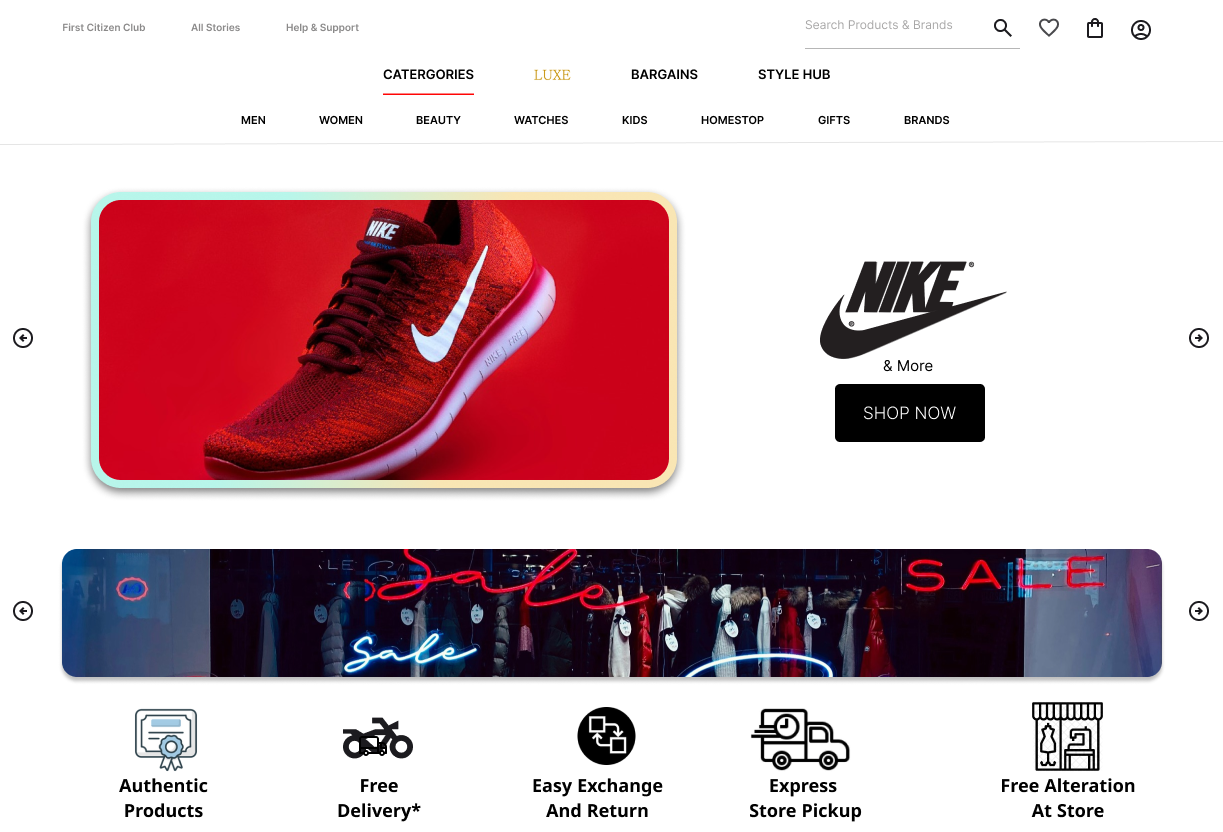 First Citizen Club
All Stories
Help & Support
Search Products & Brands
CATERGORIES
LUXE
BARGAINS
STYLE HUB
MEN
WOMEN
BEAUTY
WATCHES
KIDS
HOMESTOP
GIFTS
BRANDS
NIKE
NIKE FREE
NIKE
& More
SHOP NOW
Sale
SALE
Sale
Authentic
Products
Free
Delivery*
Easy Exchange
And Return
Express
Store Pickup
Free Alteration
At Store